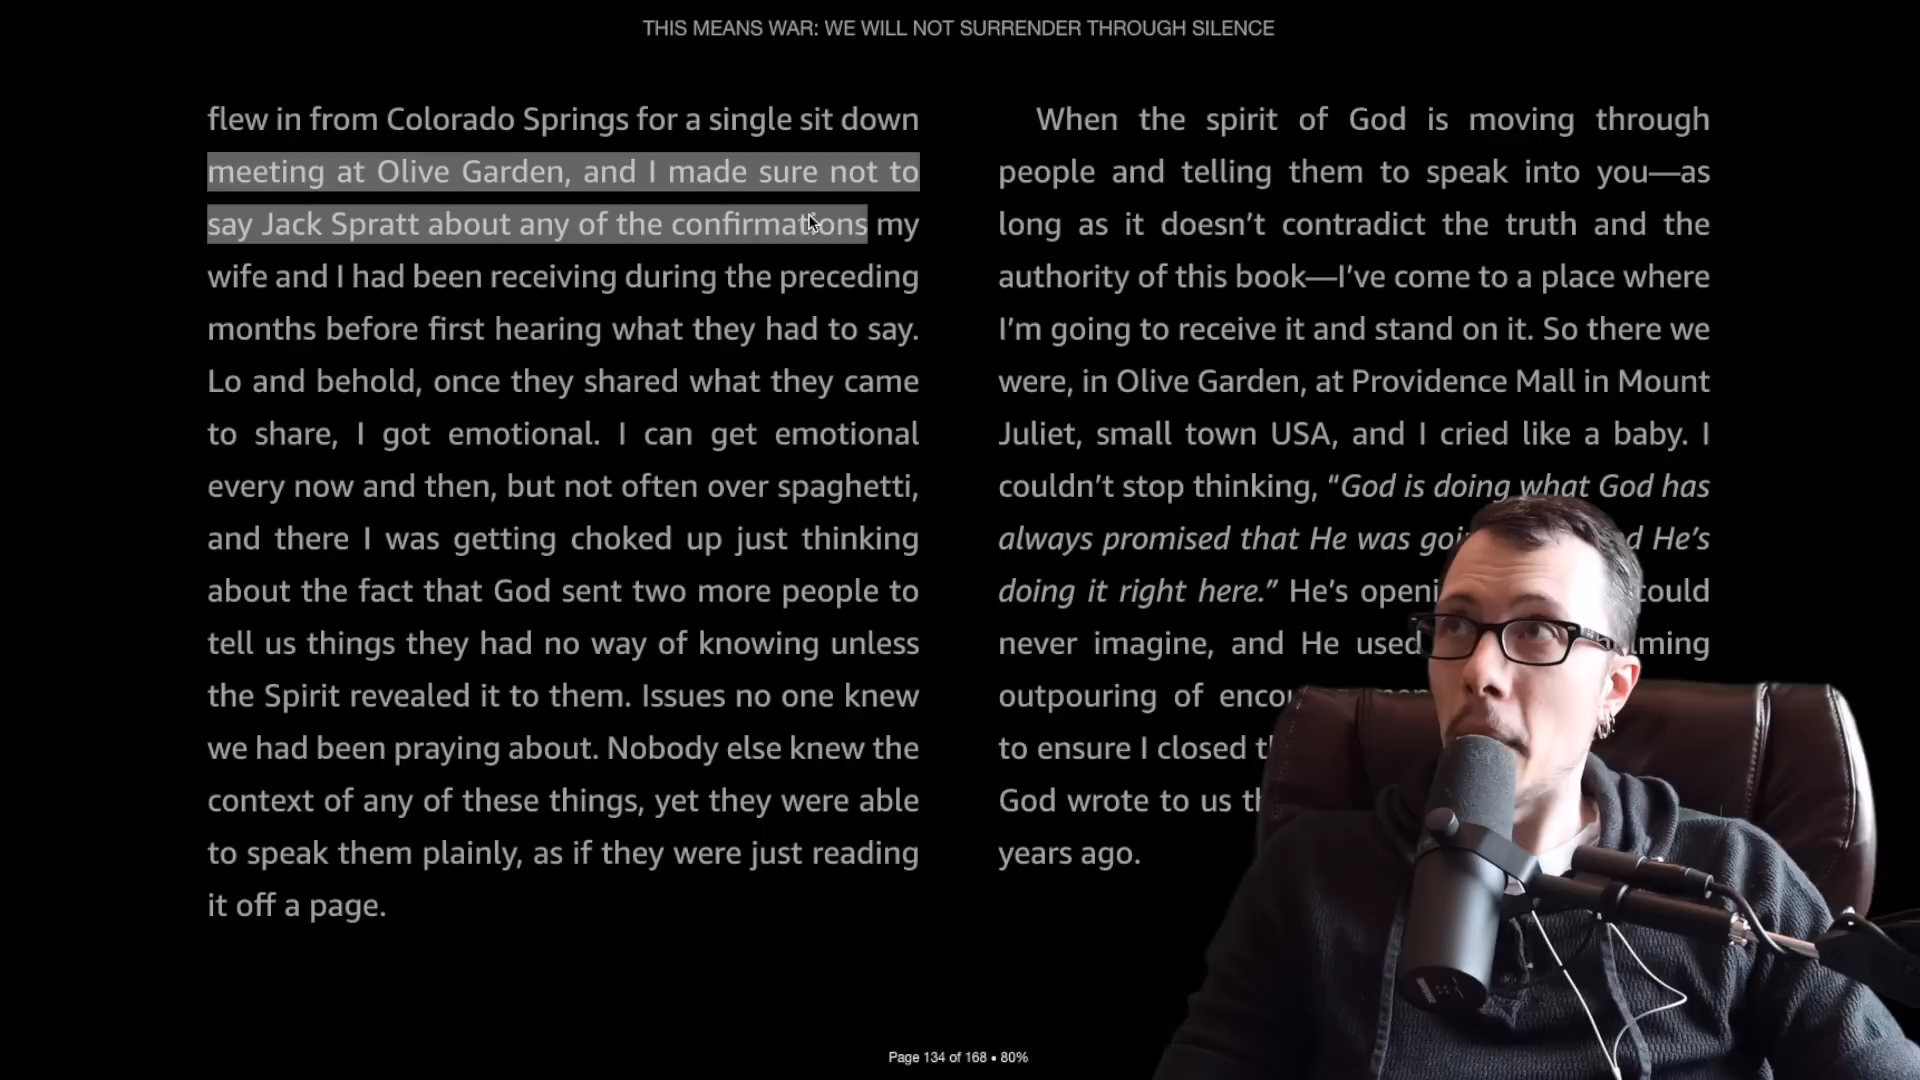 THIS MEANS WAR: WE WILL NOT SURRENDER THROUGH SILENCE
flew in from Colorado Springs for a single sit down
meeting at Olive Garden, and I made sure not to
say Jack Spratt about any of the confirmations my
wife and I had been receiving during the preceding
months before first hearing what they had to say.
Lo and behold, once they shared what they came
to share, I got emotional. I can get emotional
every now and then, but not often over spaghetti,
and there I was getting choked up just thinking
about the fact that God sent two more people to
tell us things they had no way of knowing unless
the Spirit revealed it to them. Issues no one knew
we had been praying about. Nobody else knew the
context of any of these things, yet they were able
to speak them plainly, as if they were just reading
it off a page.
When the spirit of God is moving through
people and telling them to speak into you—as
long as it doesn’t contradict the truth and the
authority of this book—I’ve come to a place where
I’m going to receive it and stand on it. So there we
were, in Olive Garden, at Providence Mall in Mount
Juliet, small town USA, and I cried like a baby. I
couldn’t stop thinking, “God is doing what God has
always promised that He was He’s
doing it right here.” He’s could
never imagine, and He used
outpouring of
to ensure I closed
God wrote to us
years ago.
Page 134 of 168 • 80%